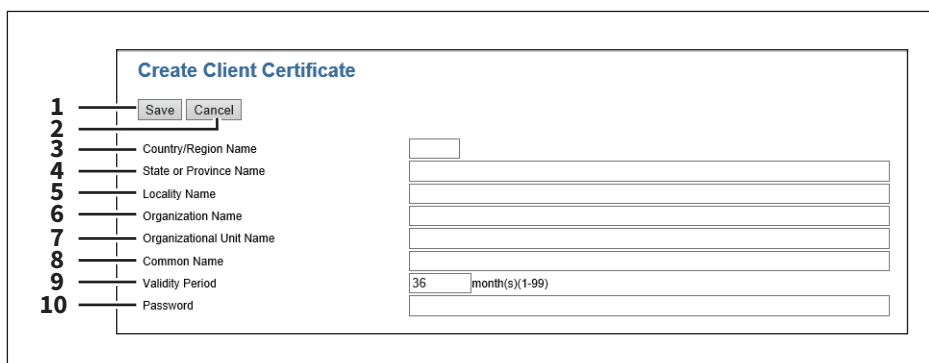 Create Client Certificate
1 Save Cancel
2
3 Country/Region Name
4 State or Province Name
5 Locality Name
6 Organization Name
7 Organizational Unit Name
8 Common Name
9 Validity Period 36 month(s)(1-99)
10 Password